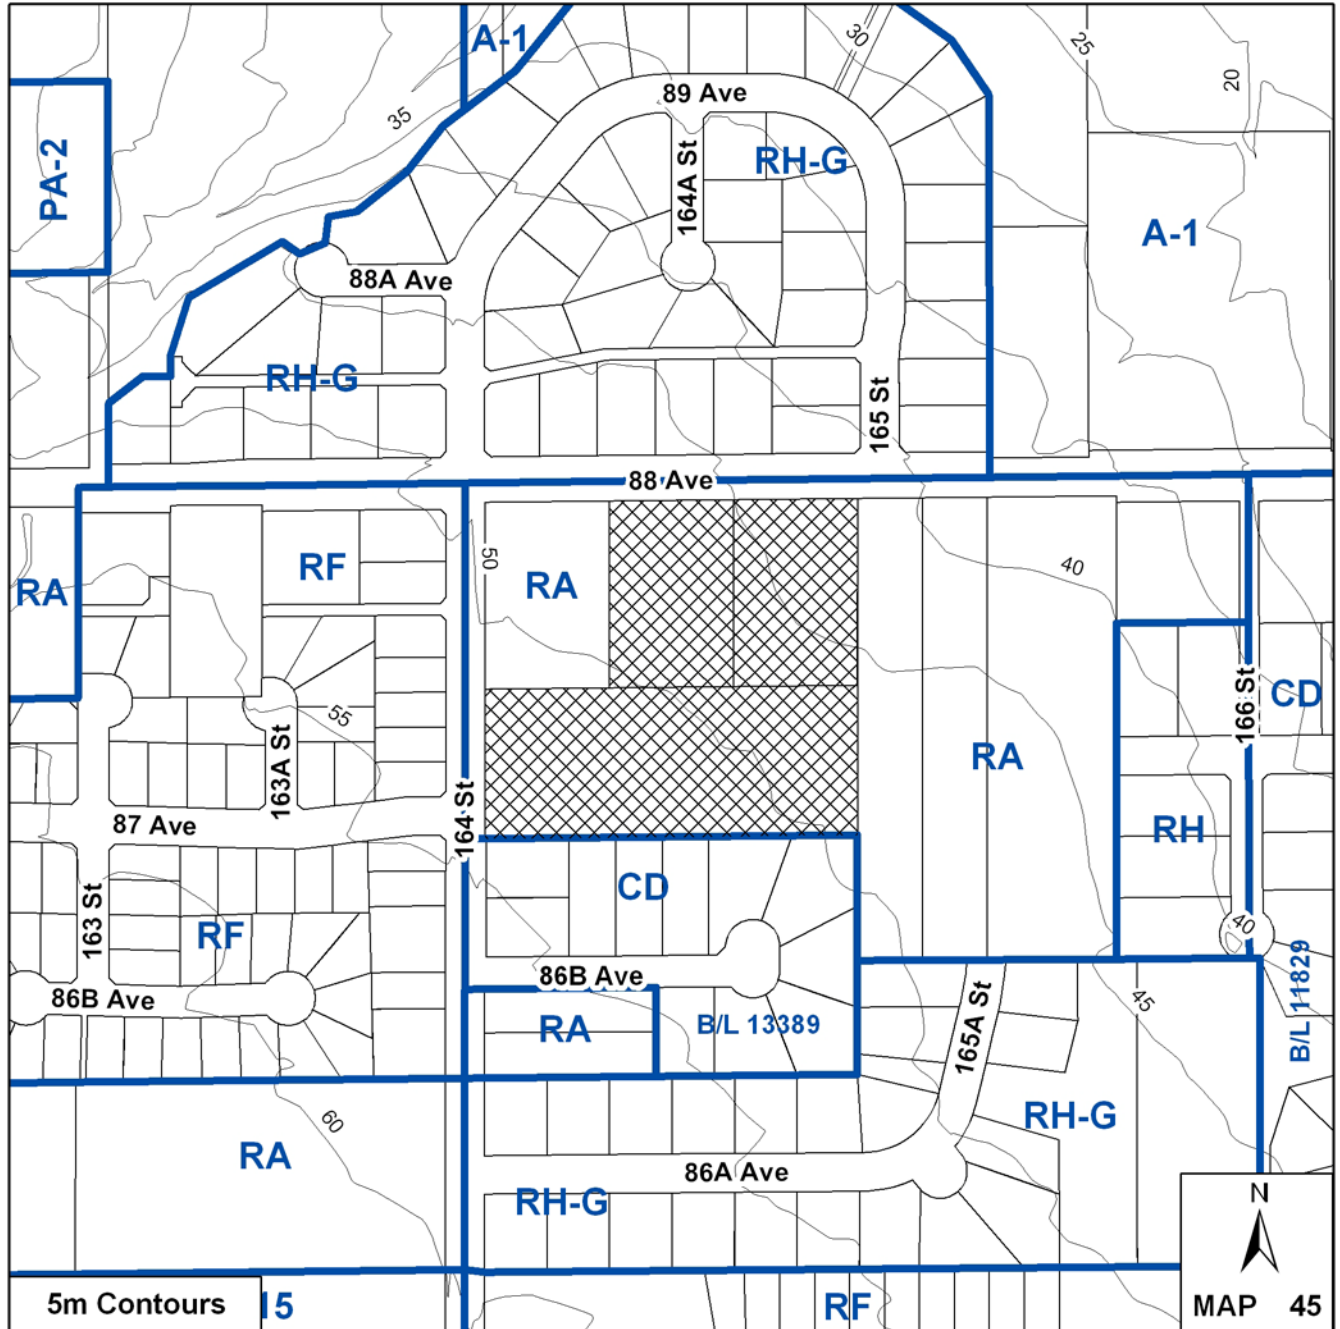 A-1
30
25
20
35
89 Ave
PA-2
164A St
RH-G
A-1
88A Ave
RH-G
165 St
88 Ave
50
RF
RA
RA
40
163A St
55
166 St
CD
RA
87 Ave
164 St
RH
CD
163 St
RF
40
86B Ave
86B Ave
RA
B/L 13389
165A St
45
B/L 11829
60
RH-G
RA
86A Ave
RH-G
N
5m Contours
15
RF
MAP 45